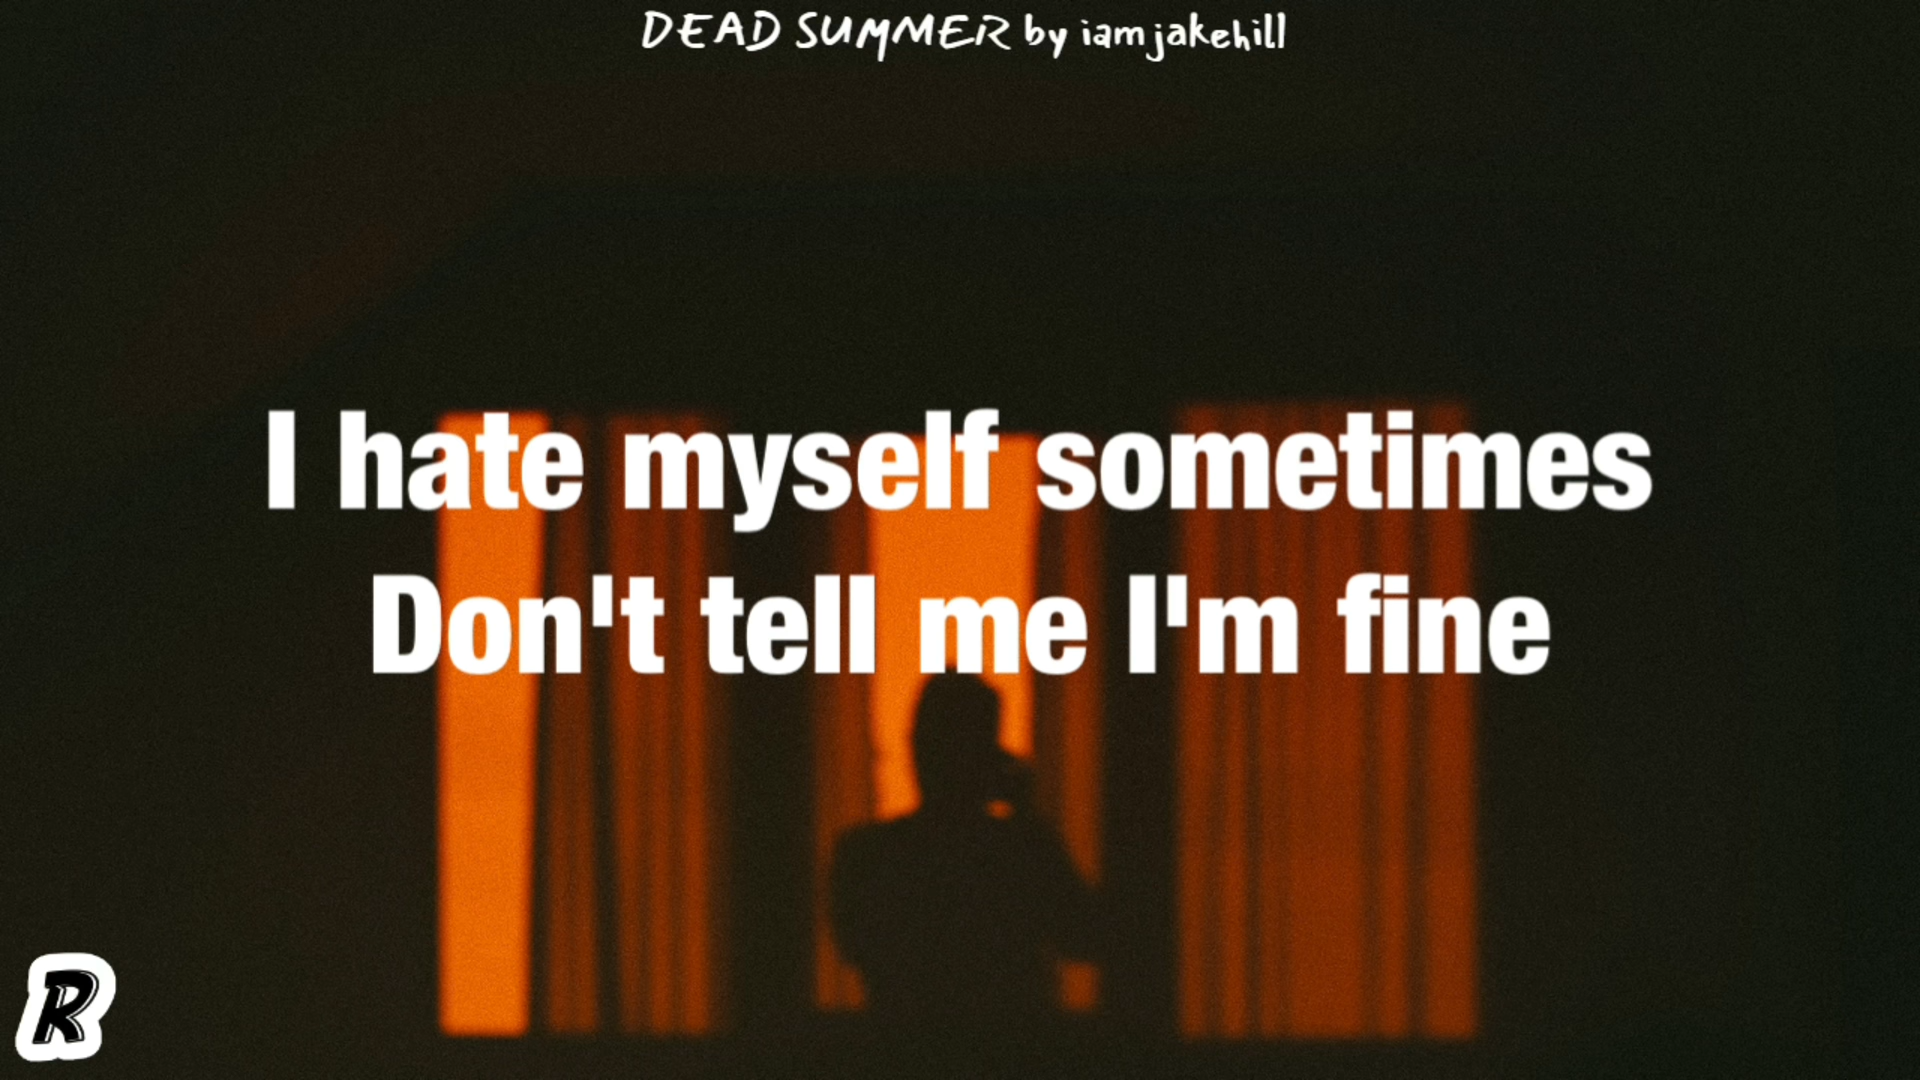 DEAD SUMMER by iamjakehill
I hate myself sometimes
Don't tell me I'm fine
R